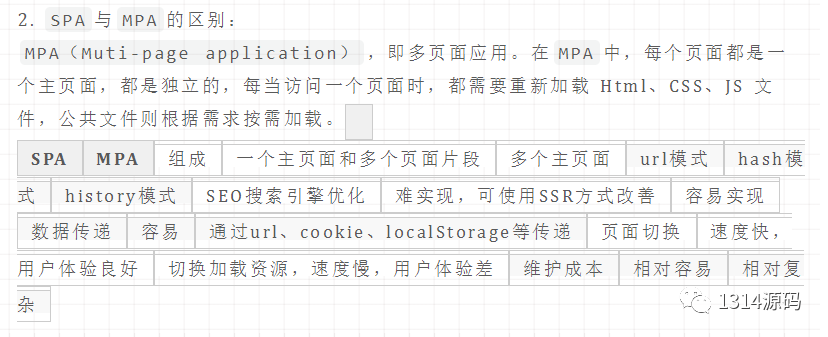 2. SPA与MPA的区别：
MPA（Muti-page application），即多页面应用。在MPA中，每个页面都是一
个主页面，都是独立的，每当访问一个页面时，都需要重新加载 Html、CSS、JS 文
件，公共文件则根据需求按需加载。
SPA MPA 组成 一个主页面和多个页面片段 多个主页面 url模式 hash模
式 history模式 SEO搜索引擎优化 难实现，可使用SSR方式改善 容易实现
数据传递 容易 通过url、cookie、localStorage等传递 页面切换 速度快，
用户体验良好 切换加载资源，速度慢，用户体验差 维护成本 相对容易 相对复
杂
1314源码